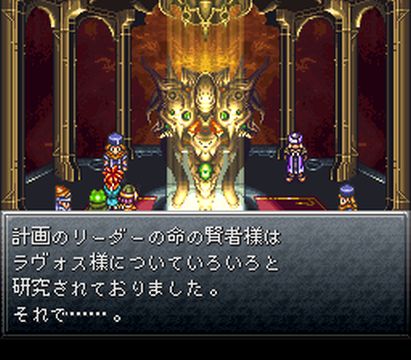 計画のリーダーの命の賢者様は
ラヴォス様についていろいろと
研究されておりました。
それで……。